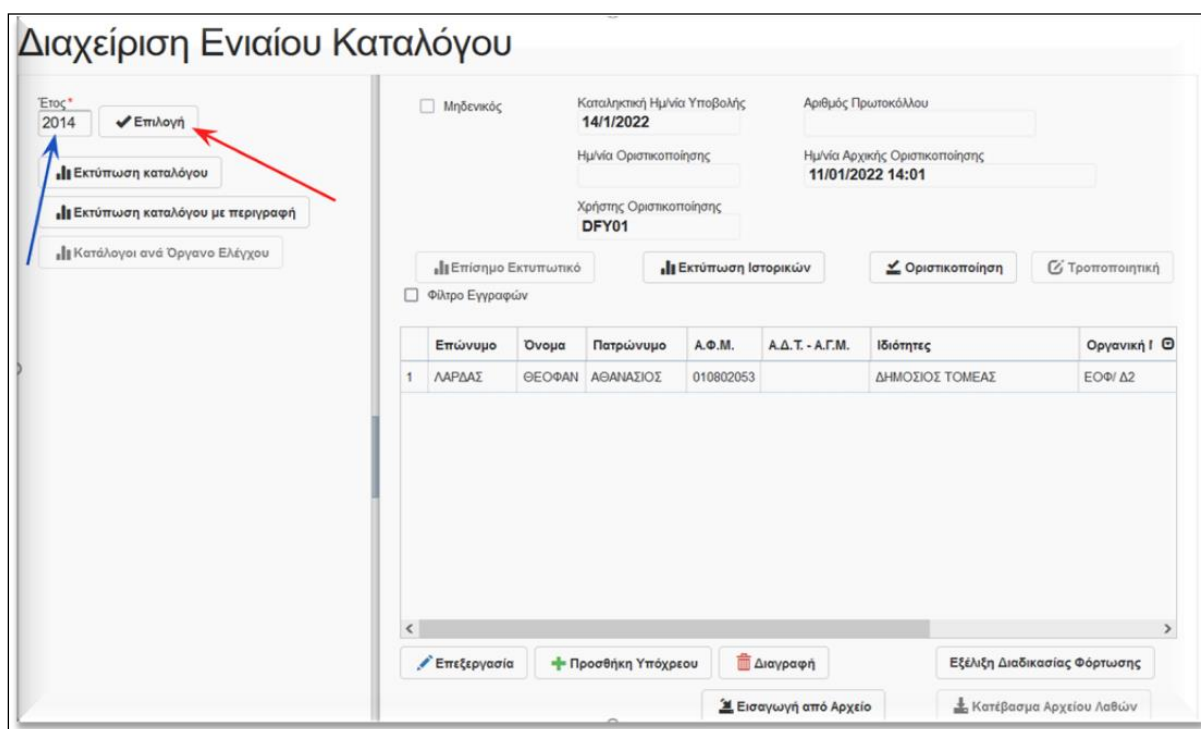 Διαχείριση Ενιαίου Καταλόγου
Έτος*
2014 Επιλογή
Εκτύπωση καταλόγου
Εκτύπωση καταλόγου με περιγραφή
Κατάλογοι ανά Όργανο Ελέγχου
Μηδενικός
Καταληκτική Ημ/νία Υποβολής
14/1/2022
Αριθμός Πρωτοκόλλου
Ημ/νία Οριστικοποίησης
Ημ/νία Αρχικής Οριστικοποίησης
11/01/2022 14:01
Χρήστης Οριστικοποίησης
DFY01
Επίσημο Εκτυπωτικό Εκτύπωση Ιστορικών Οριστικοποίηση Τροποποιητική
Φίλτρο Εγγραφών
Επώνυμο Όνομα Πατρώνυμο Α.Φ.Μ. Α.Δ.Τ. - Α.Γ.Μ. Ιδιότητες Οργανική
1 ΛΑΡΔΑΣ ΘΕΟΦΑΝ ΑΘΑΝΑΣΙΟΣ 010802053 ΔΗΜΟΣΙΟΣ ΤΟΜΕΑΣ ΕΟΦ/ Δ2
Επεξεργασία Προσθήκη Υπόχρεου Διαγραφή Εξέλιξη Διαδικασίας Φόρτωσης
Εισαγωγή από Αρχείο Κατέβασμα Αρχείου Λαθών